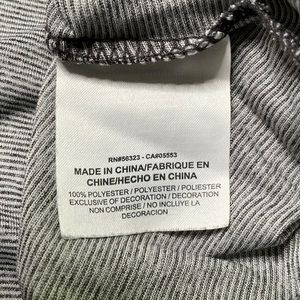 RN#56323 - CA#05553
MADE IN CHINA/FABRIQUE EN
CHINE/HECHO EN CHINA
100% POLYESTER / POLYESTER / POLIESTER
EXCLUSIVE OF DECORATION / DECORATION
NON COMPRISE / NO INCLUYE LA
DECORACION